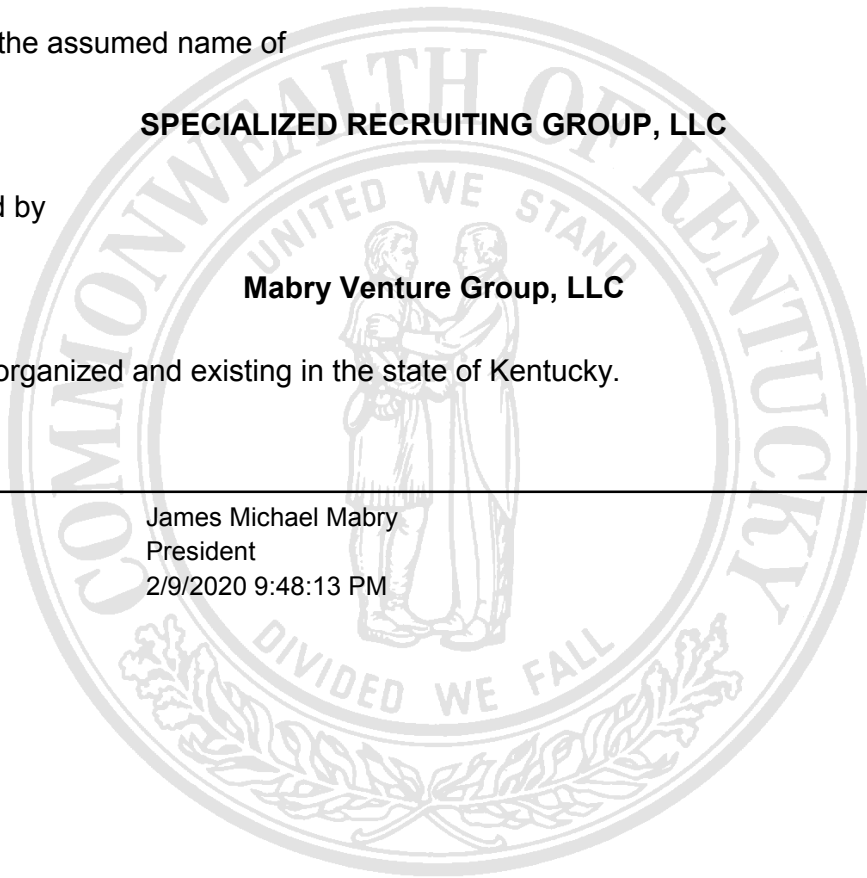 the assumed name of
SPECIALIZED RECRUITING GROUP, LLC
d by
Mabry Venture Group, LLC
organized and existing in the state of Kentucky.
James Michael Mabry
President
2/9/2020 9:48:13 PM
COMMONWEALTH OF KENTUCKY
UNITED WE STAND
DIVIDED WE FALL